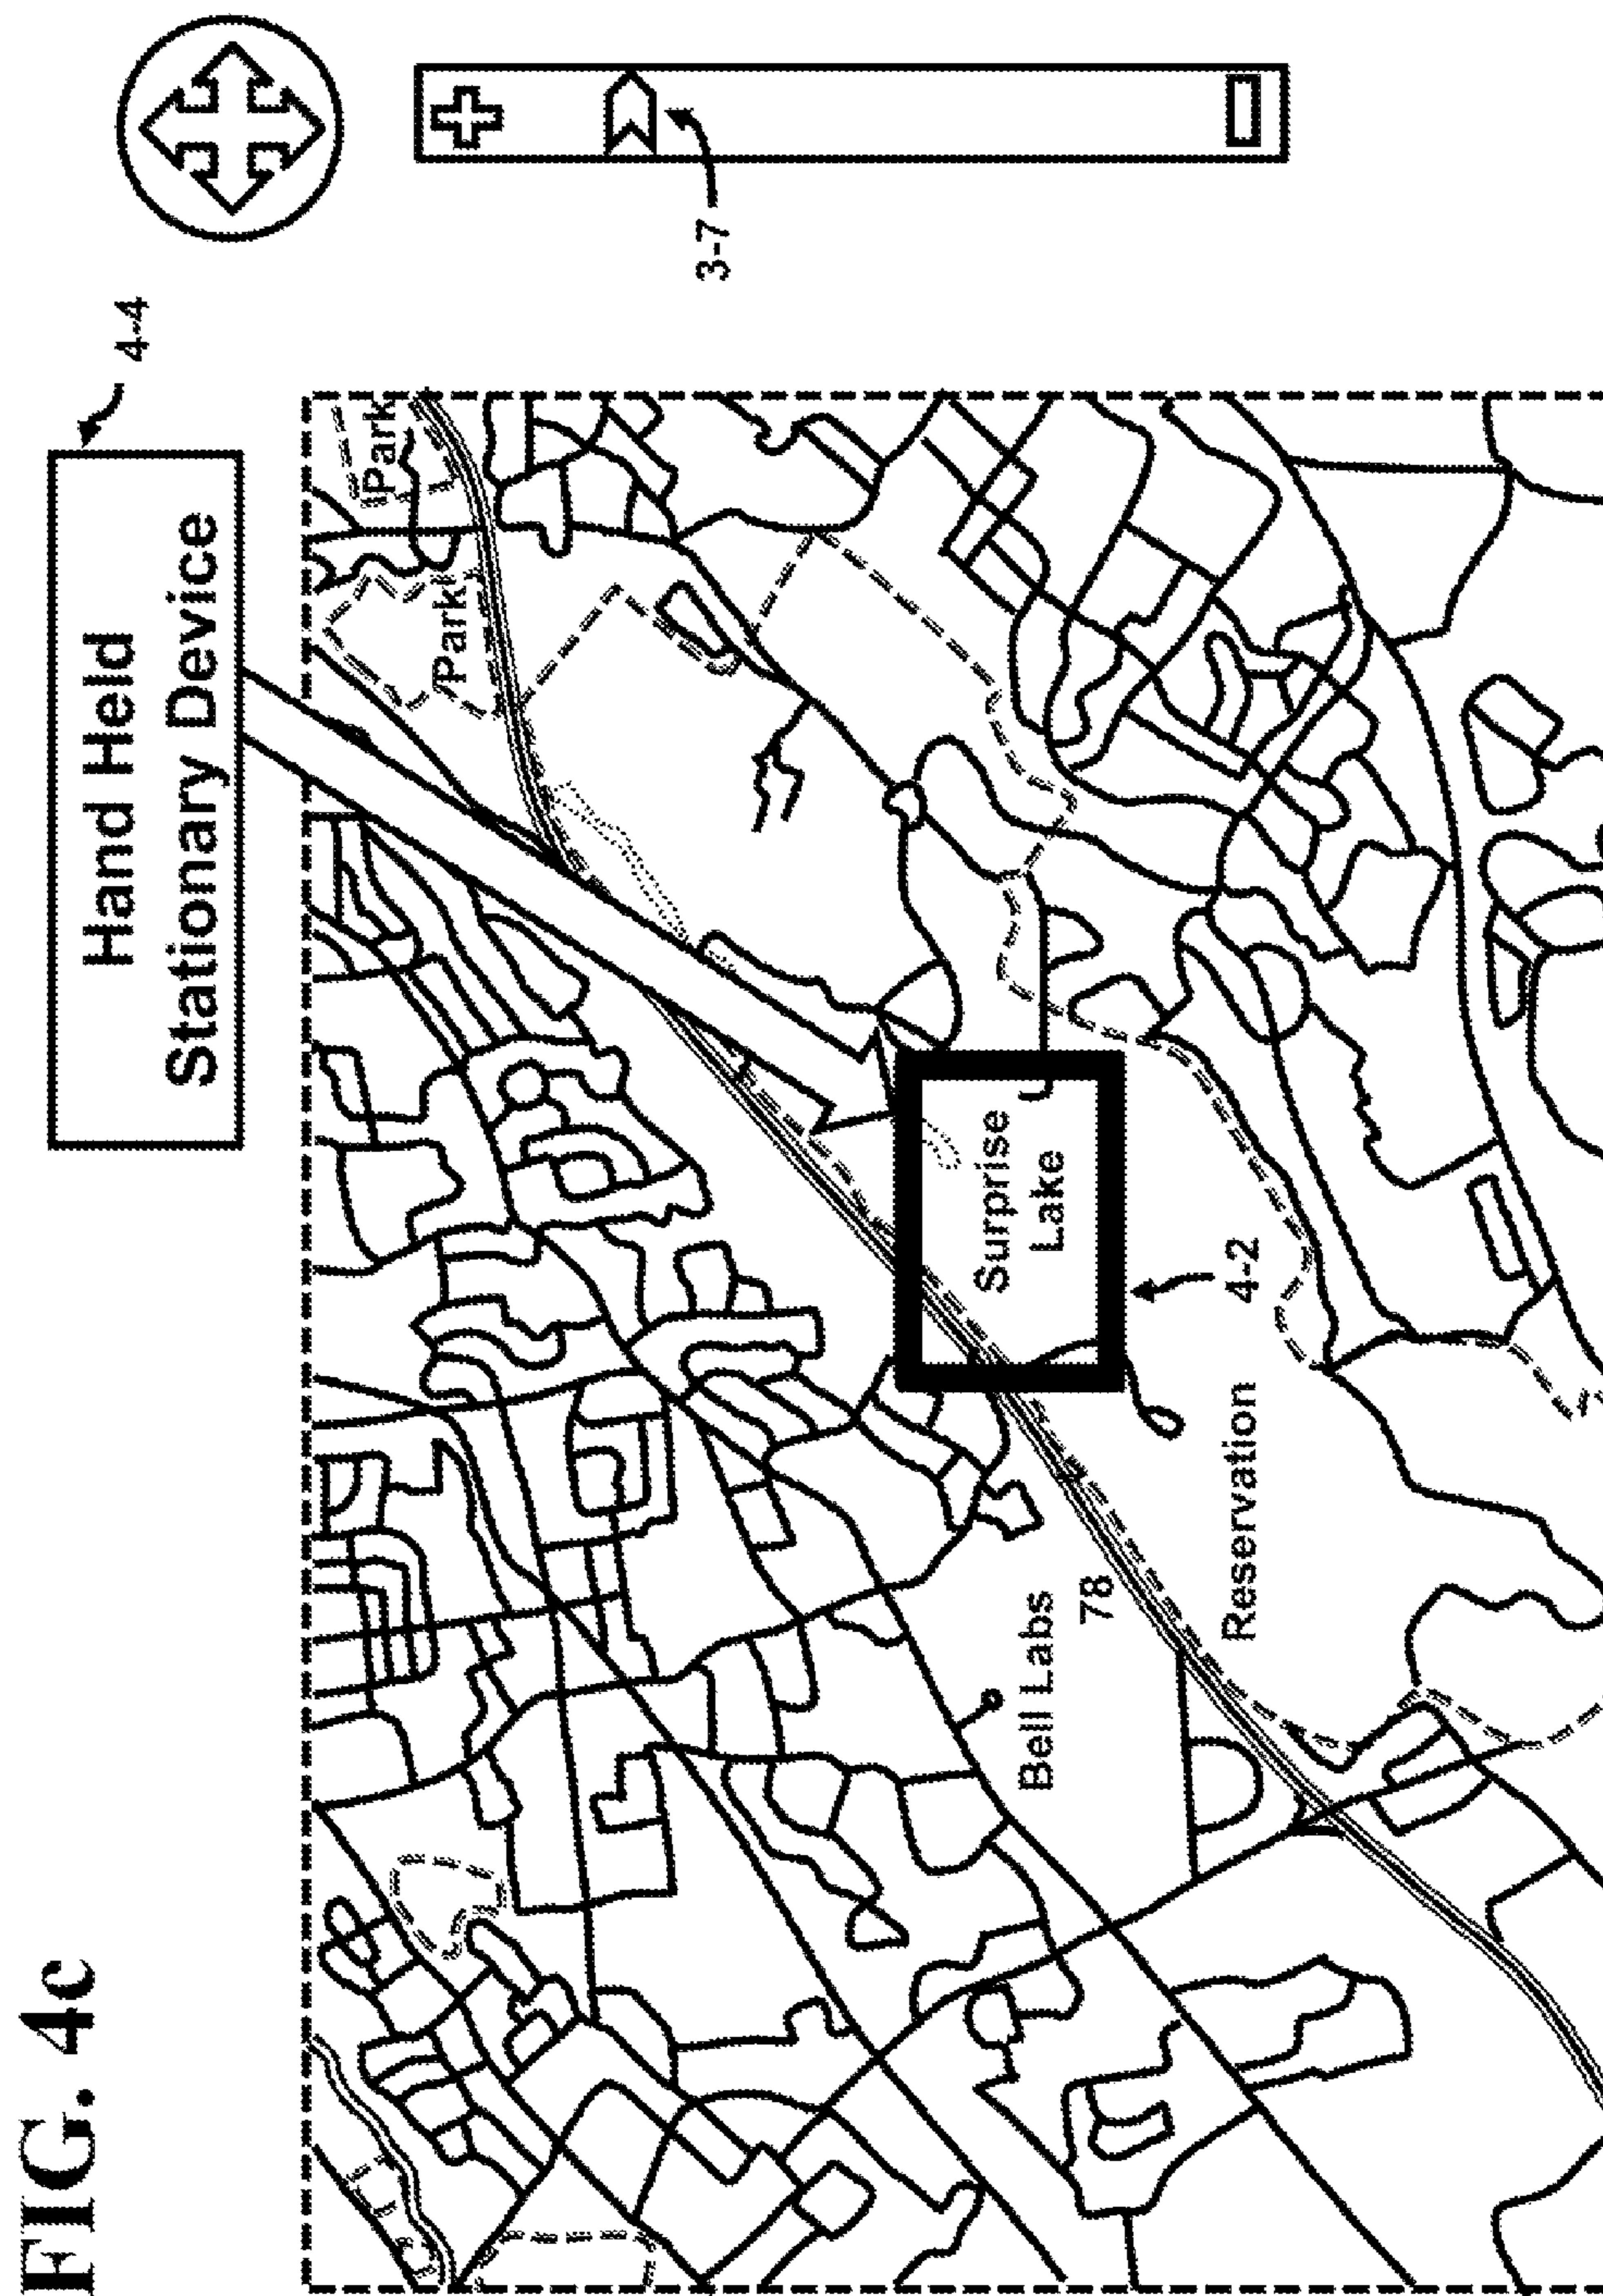 FIG. 4c
Hand Held
Stationary Device
4-4
3-7
Park
Park
Surprise
Lake
4-2
Bell Labs
78
Reservation